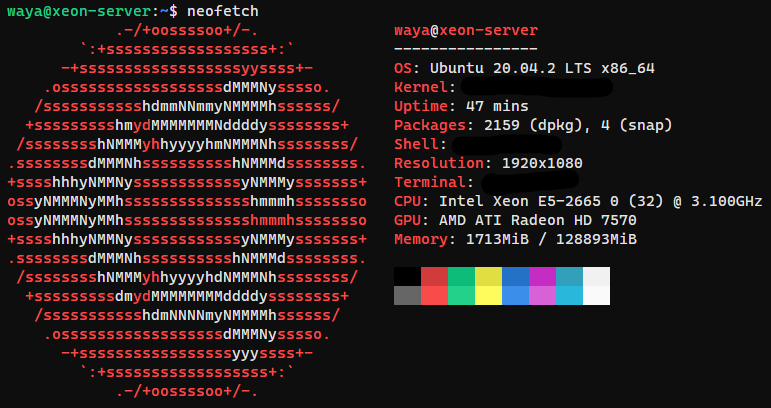 waya@xeon-server:~$ neofetch
.-/+oossssoo+/-.
`:+ssssssssssssssssss+:`
-+ssssssssssssssssssyyssss+-
.ossssssssssssssssssdMMMNysssso.
/ssssssssssshdmmNNmmyNMMMMhssssss/
+ssssssssshmydMMMMMMMNddddyssssssss+
/sssssssshNMMMyhhyyyyhmNMMMNhssssssss/
.ssssssssdMMMNhsssssssssshNMMMdssssssss.
+sssshhhyNMMNyssssssssssssyNMMMysssssss+
ossyNMMMNyMMhsssssssssssssshmmmhssssssso
ossyNMMMNyMMhsssssssssssssshmmmhssssssso
+sssshhhyNMMNyssssssssssssyNMMMysssssss+
.ssssssssdMMMNhsssssssssshNMMMdssssssss.
/sssssssshNMMMyhhyyyyhdNMMMNhssssssss/
+sssssssssdmydMMMMMMMMddddyssssssss+
/ssssssssssshdmNNNNmyNMMMMhssssss/
.ossssssssssssssssssdMMMNysssso.
-+sssssssssssssssssyyyssss+-
`:+ssssssssssssssssss+:`
.-/+oossssoo+/-.
waya@xeon-server
----------------
OS: Ubuntu 20.04.2 LTS x86_64
Kernel:
Uptime: 47 mins
Packages: 2159 (dpkg), 4 (snap)
Shell:
Resolution: 1920x1080
Terminal:
CPU: Intel Xeon E5-2665 0 (32) @ 3.100GHz
GPU: AMD ATI Radeon HD 7570
Memory: 1713MiB / 128893MiB